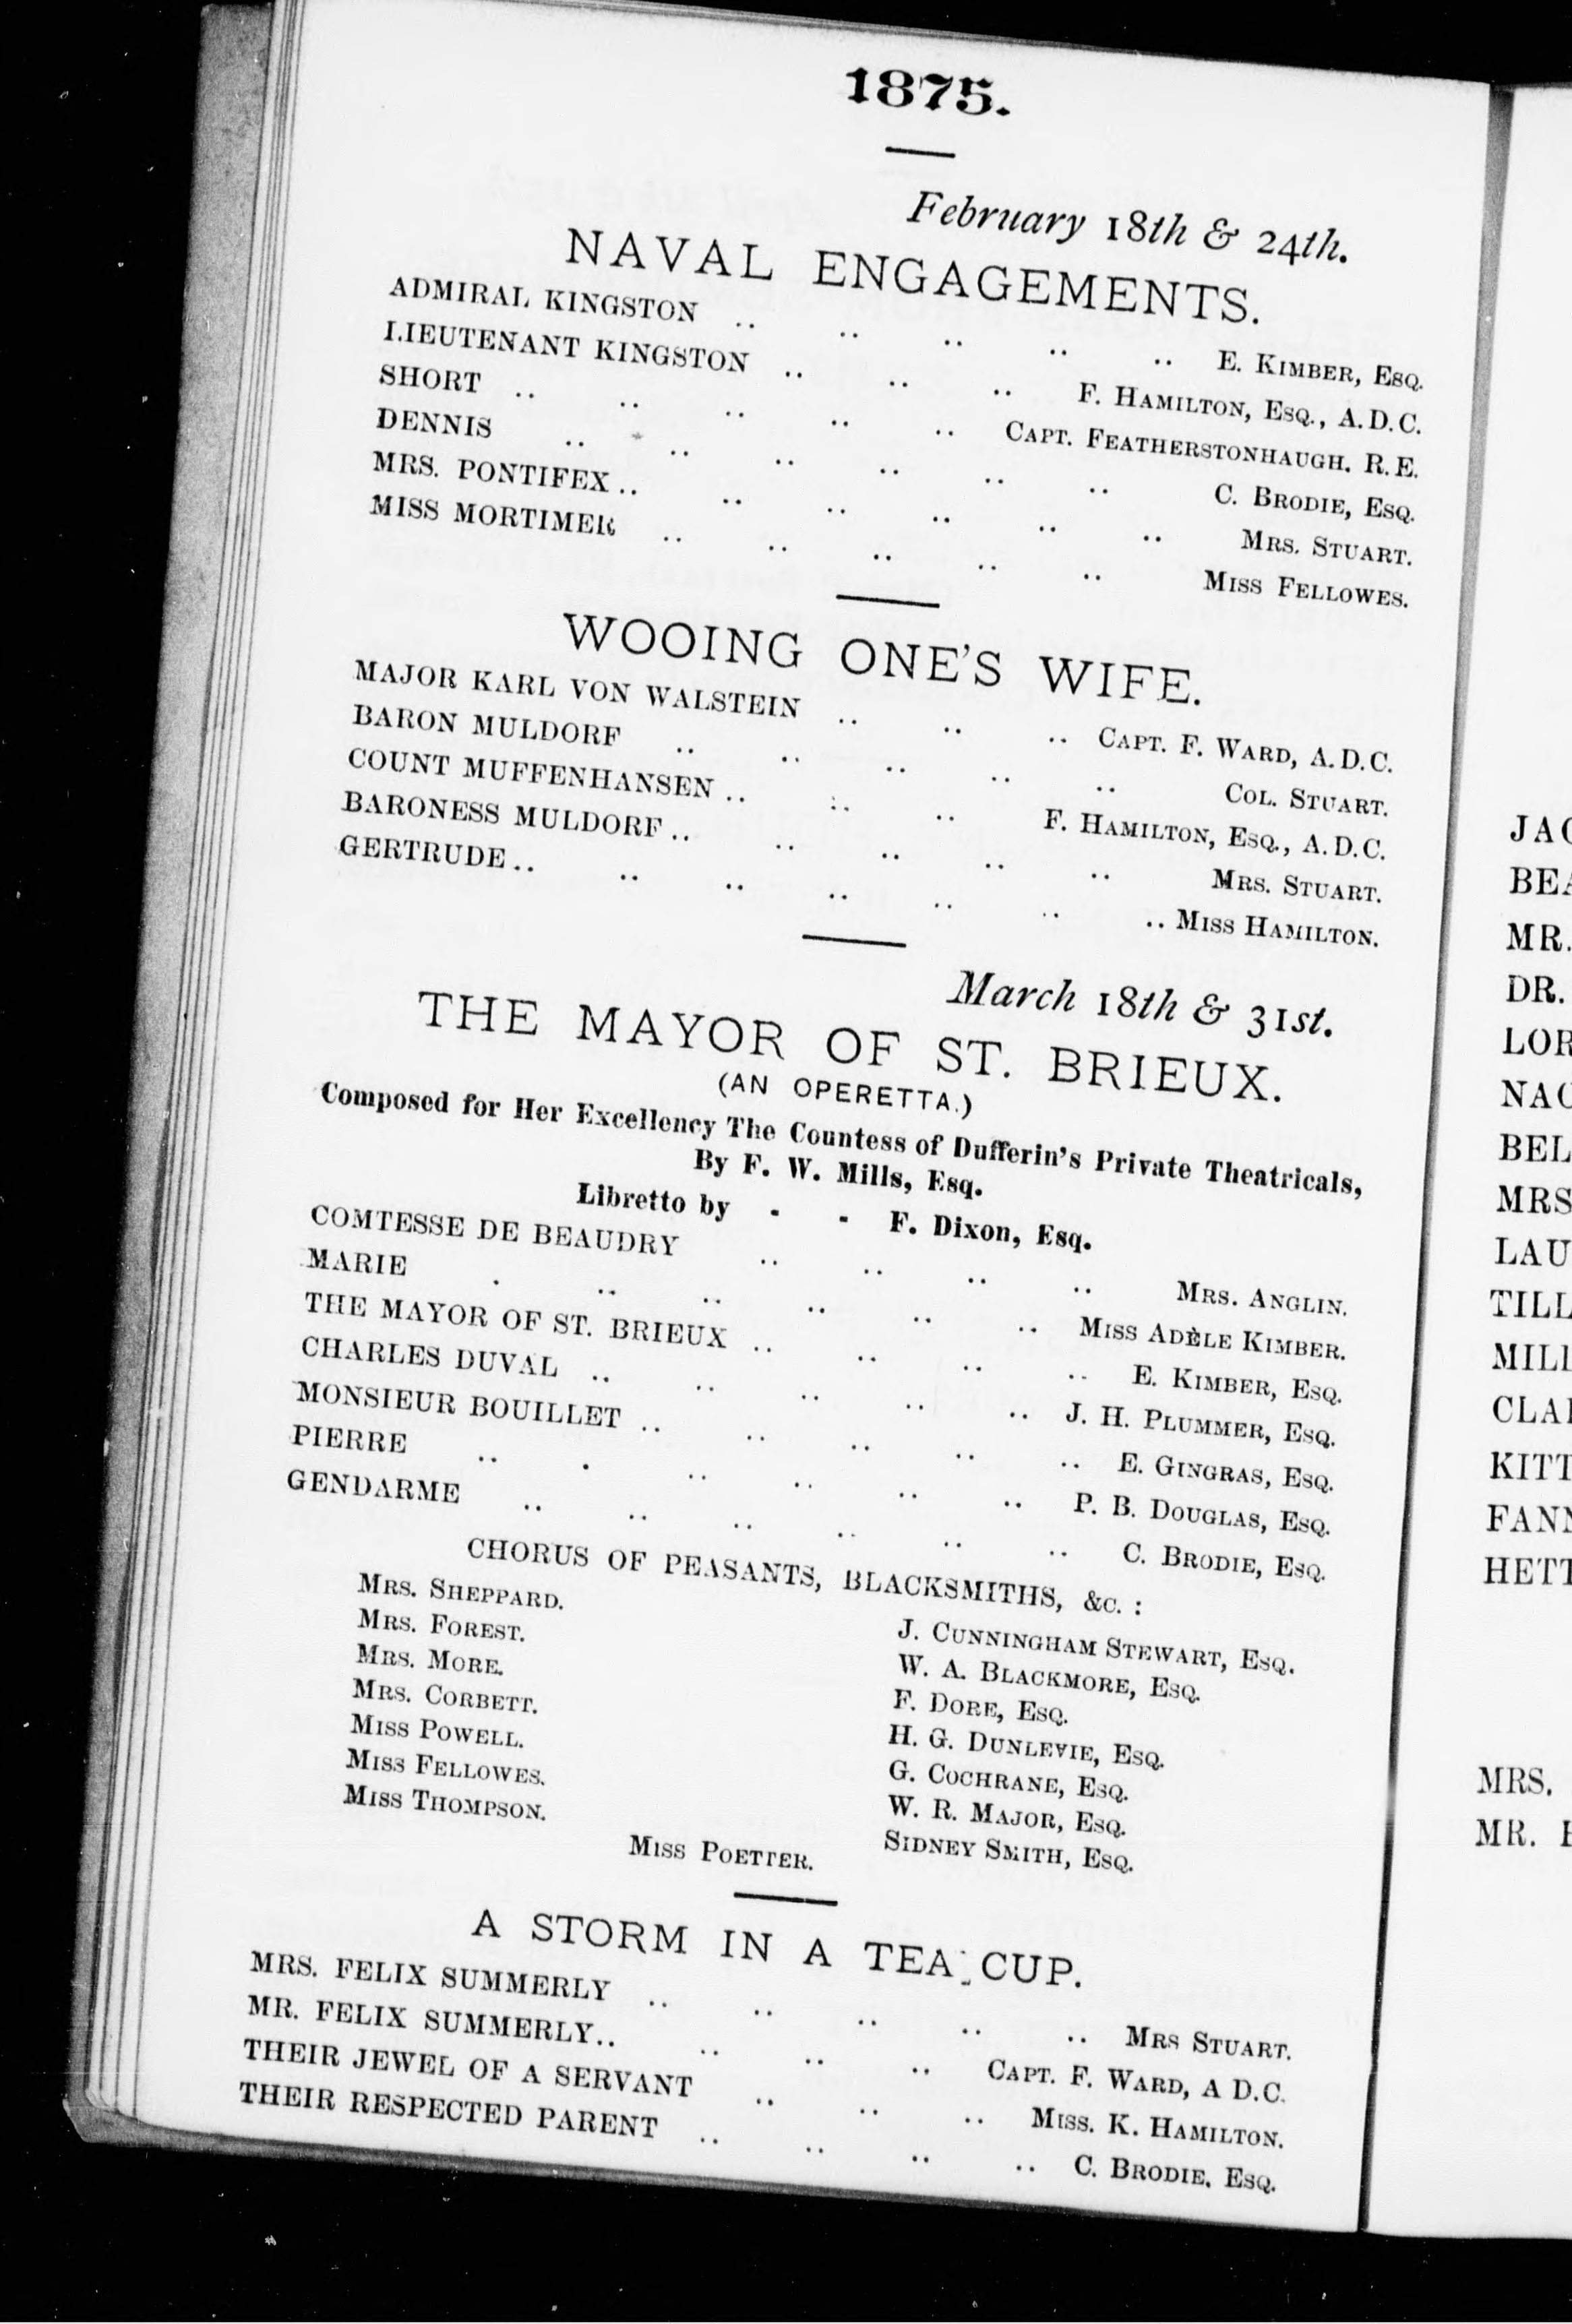 1875.
February 18th & 24th.
NAVAL ENGAGEMENTS.
ADMIRAL KINGSTON .. .. .. .. .. E. KIMBER, ESQ.
LIEUTENANT KINGSTON .. .. .. F. HAMILTON, ESQ., A.D.C.
SHORT .. .. .. .. .. CAPT. FEATHERSTONHAUGH. R.E.
DENNIS .. .. .. .. .. .. C. BRODIE, ESQ.
MRS. PONTIFEX .. .. .. .. .. .. MRS. STUART.
MISS MORTIMER .. .. .. .. .. MISS FELLOWES.
WOOING ONE'S WIFE.
MAJOR KARL VON WALSTEIN .. .. .. CAPT. F. WARD, A.D.C.
BARON MULDORF .. .. .. .. .. COL. STUART.
COUNT MUFFENHANSEN .. .. .. F. HAMILTON, ESQ., A.D.C.
BARONESS MULDORF .. .. .. .. .. MRS. STUART.
GERTRUDE .. .. .. .. .. .. .. MISS HAMILTON.
March 18th & 31st.
THE MAYOR OF ST. BRIEUX.
(AN OPERETTA.)
Composed for Her Excellency The Countess of Dufferin's Private Theatricals,
By F. W. Mills, Esq.
Libretto by - - F. Dixon, Esq.
COMTESSE DE BEAUDRY .. .. .. .. MRS. ANGLIN.
MARIE . .. .. .. .. .. MISS ADÈLE KIMBER.
THE MAYOR OF ST. BRIEUX .. .. .. .. E. KIMBER, ESQ.
CHARLES DUVAL .. .. .. .. .. J. H. PLUMMER, ESQ.
MONSIEUR BOUILLET .. .. .. .. .. E. GINGRAS, ESQ.
PIERRE .. . .. .. .. .. P. B. DOUGLAS, ESQ.
GENDARME .. .. .. .. .. .. C. BRODIE, ESQ.
CHORUS OF PEASANTS, BLACKSMITHS, &C. :
MRS. SHEPPARD. J. CUNNINGHAM STEWART, ESQ.
MRS. FOREST. W. A. BLACKMORE, ESQ.
MRS. MORE. F. DORE, ESQ.
MRS. CORBETT. H. G. DUNLEVIE, ESQ.
MISS POWELL. G. COCHRANE, ESQ.
MISS FELLOWES. W. R. MAJOR, ESQ.
MISS THOMPSON. SIDNEY SMITH, ESQ.
MISS POETTER.
A STORM IN A TEA CUP.
MRS. FELIX SUMMERLY .. .. .. .. .. MRS STUART.
MR. FELIX SUMMERLY .. .. .. .. CAPT. F. WARD, A D.C.
THEIR JEWEL OF A SERVANT .. .. .. MISS. K. HAMILTON.
THEIR RESPECTED PARENT .. .. .. .. C. BRODIE, ESQ.
MR.
DR.
MRS.
MR.